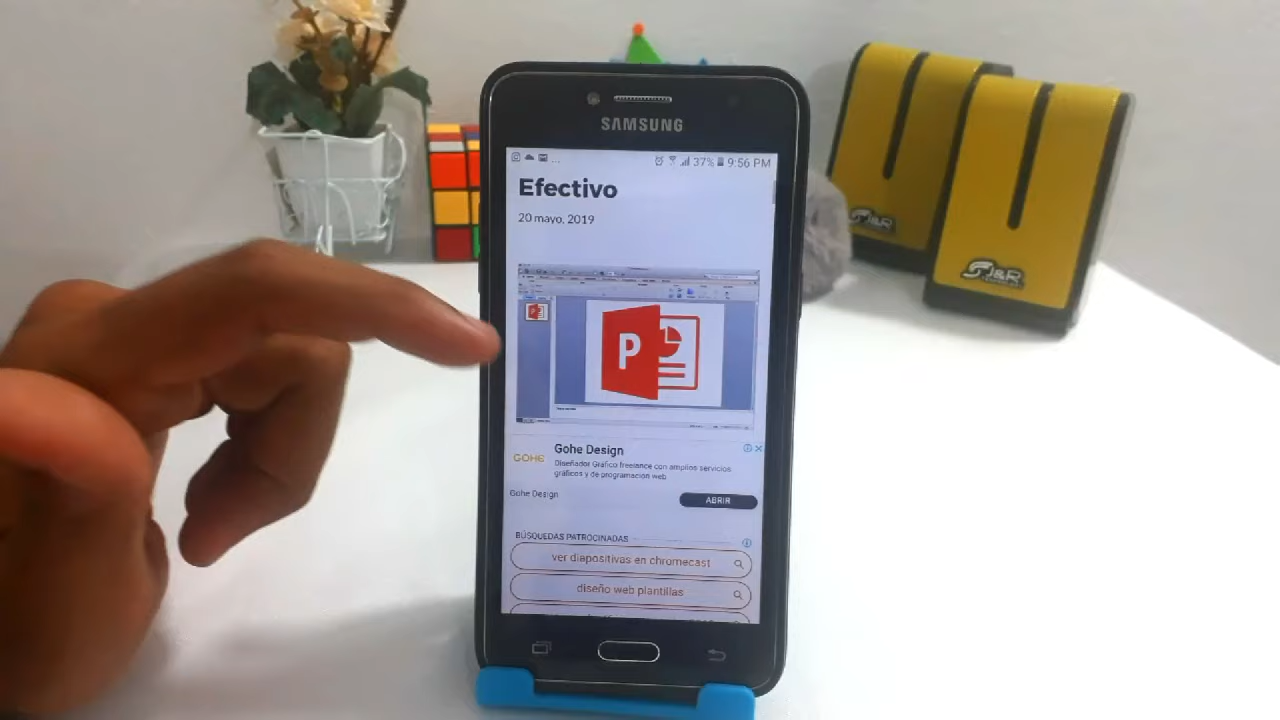 SAMSUNG
... 37% 9:56 PM
Efectivo
20 mayo, 2019
P
Gohe Design
GOHE
Diseñador Gráfico freelance con amplios servicios
gráficos y de programación web
Gohe Design
ABRIR
BÚSQUEDAS PATROCINADAS
ver diapositivas en chromecast
diseño web plantillas
J&R
J&R